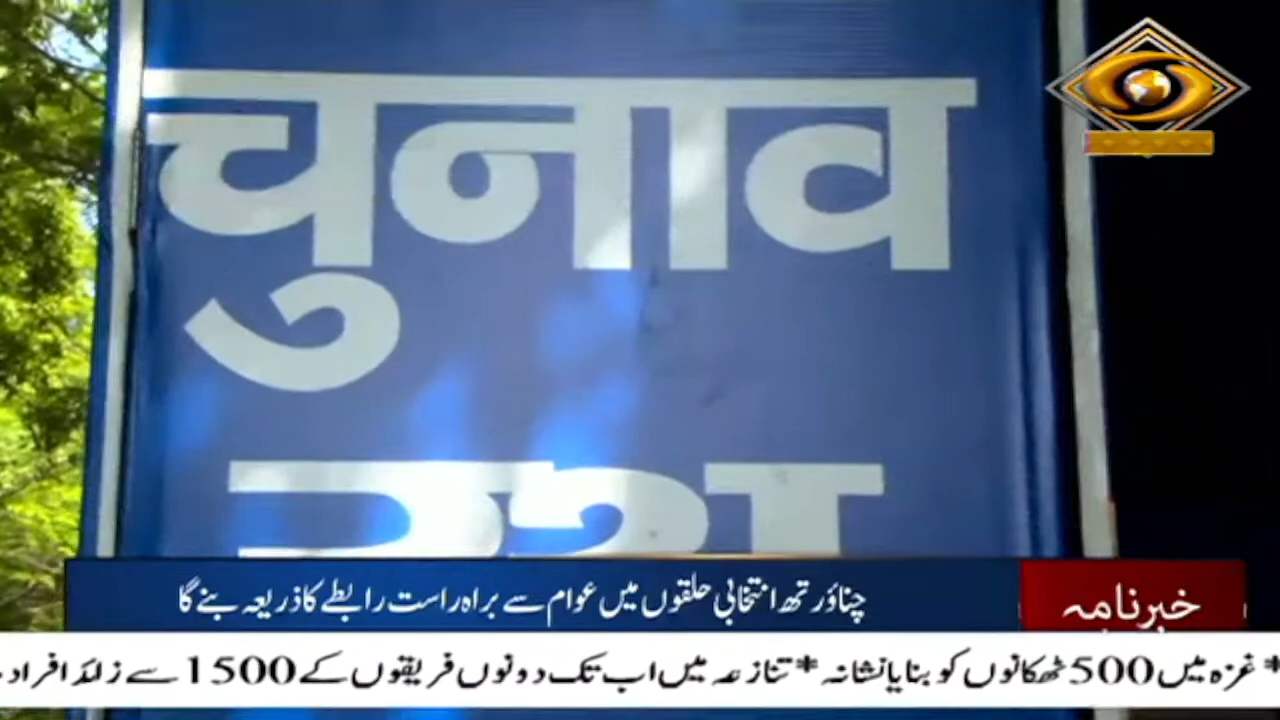 चुनाव
چناؤ رتھ انتخابی حلقوں میں عوام سے براہ راست رابطے کا ذریعہ بنے گا
خبرنامہ
* غزہ میں 500 ٹھکانوں کو بنایا نشانہ * تنازعہ میں اب تک دونوں فریقوں کے 1500 سے زائد افراد